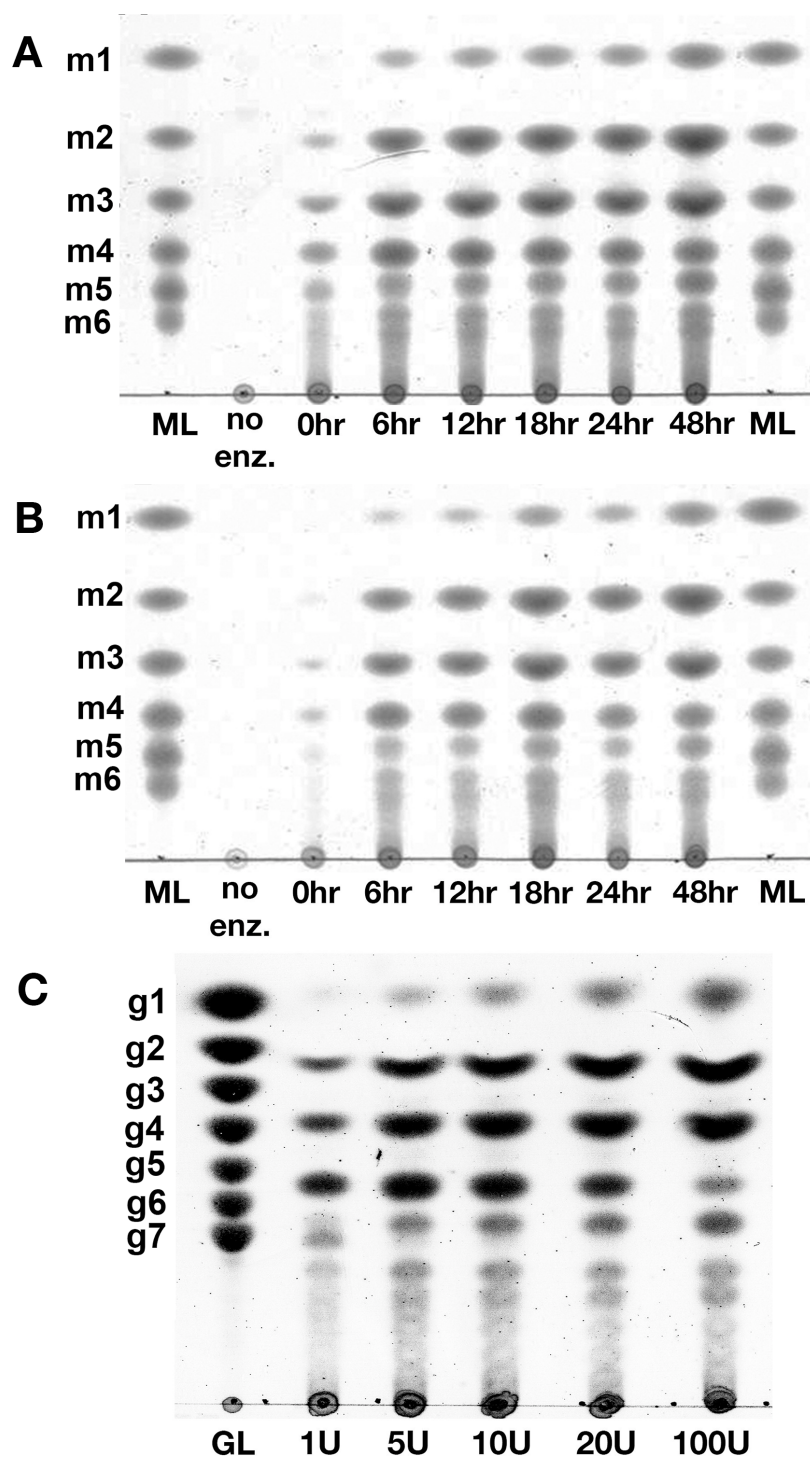 A
m1
m2
m3
m4
m5
m6
ML no enz. 0hr 6hr 12hr 18hr 24hr 48hr ML
B
m1
m2
m3
m4
m5
m6
ML no enz. 0hr 6hr 12hr 18hr 24hr 48hr ML
C
g1
g2
g3
g4
g5
g6
g7
GL 1U 5U 10U 20U 100U